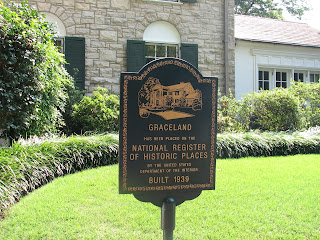 GRACELAND
HAS BEEN PLACED ON THE
NATIONAL REGISTER
OF HISTORIC PLACES
BY THE UNITED STATES
DEPARTMENT OF THE INTERIOR
BUILT 1939